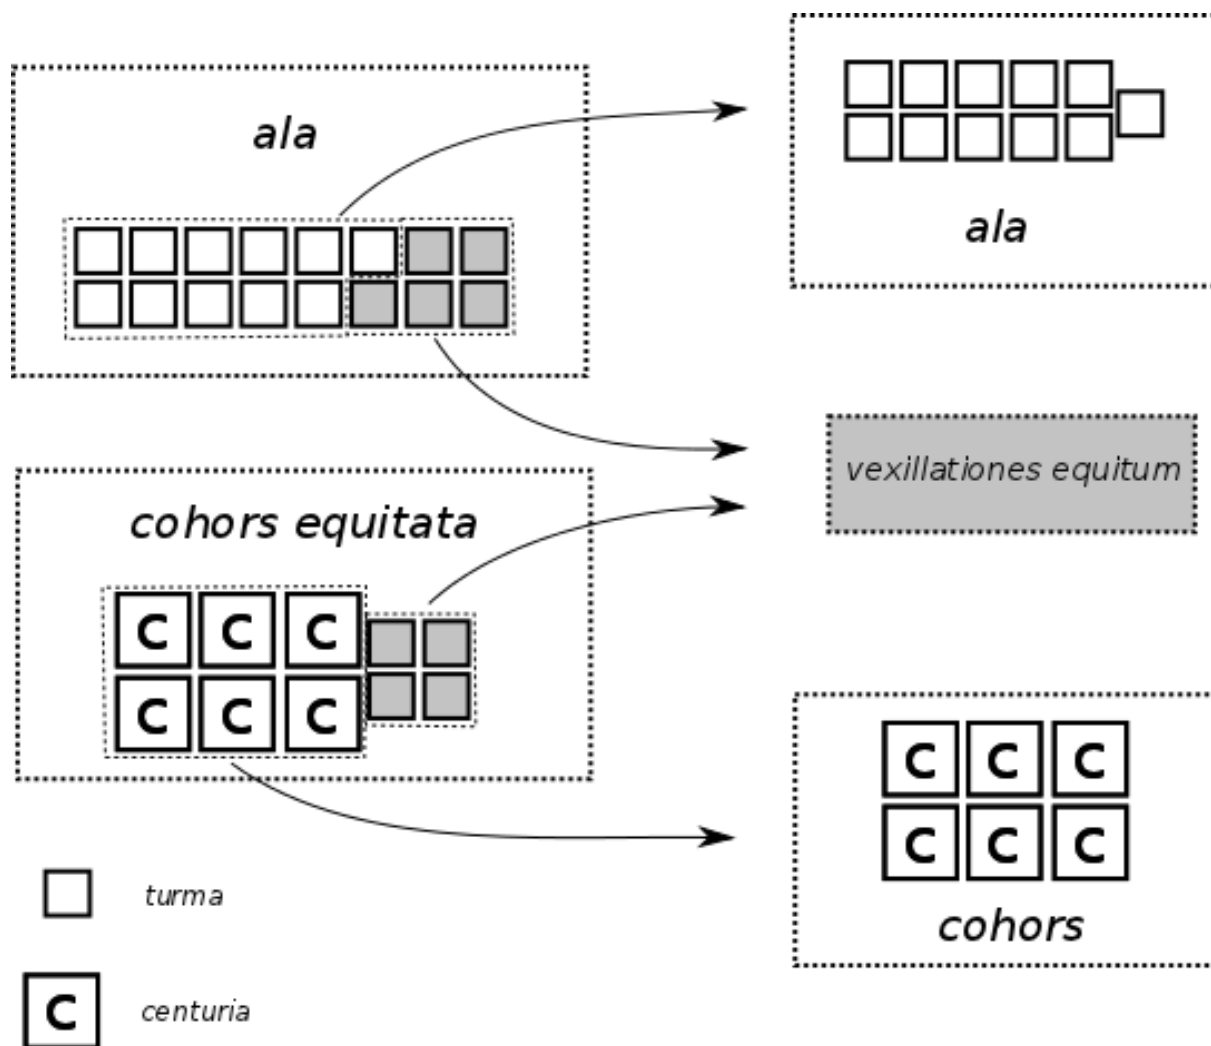 ala
ala
vexillationes equitum
cohors equitata
C C C
C C C
C C C
C C C
cohors
turma
C
centuria